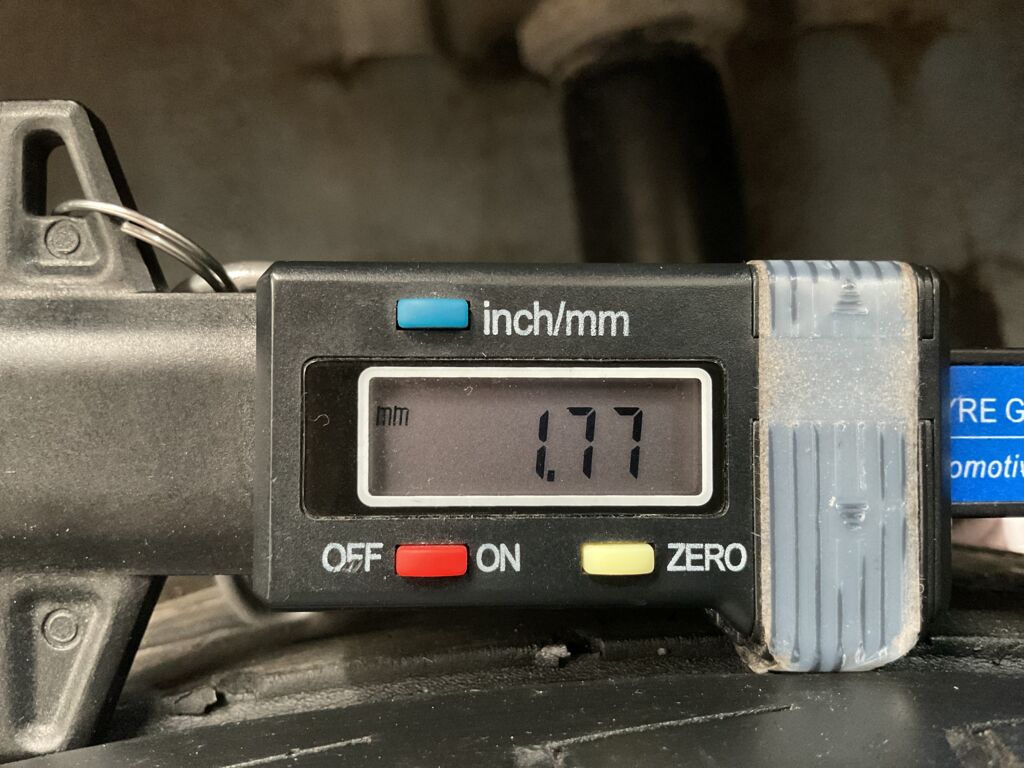 inch/mm
mm 1.77
OFF ON ZERO